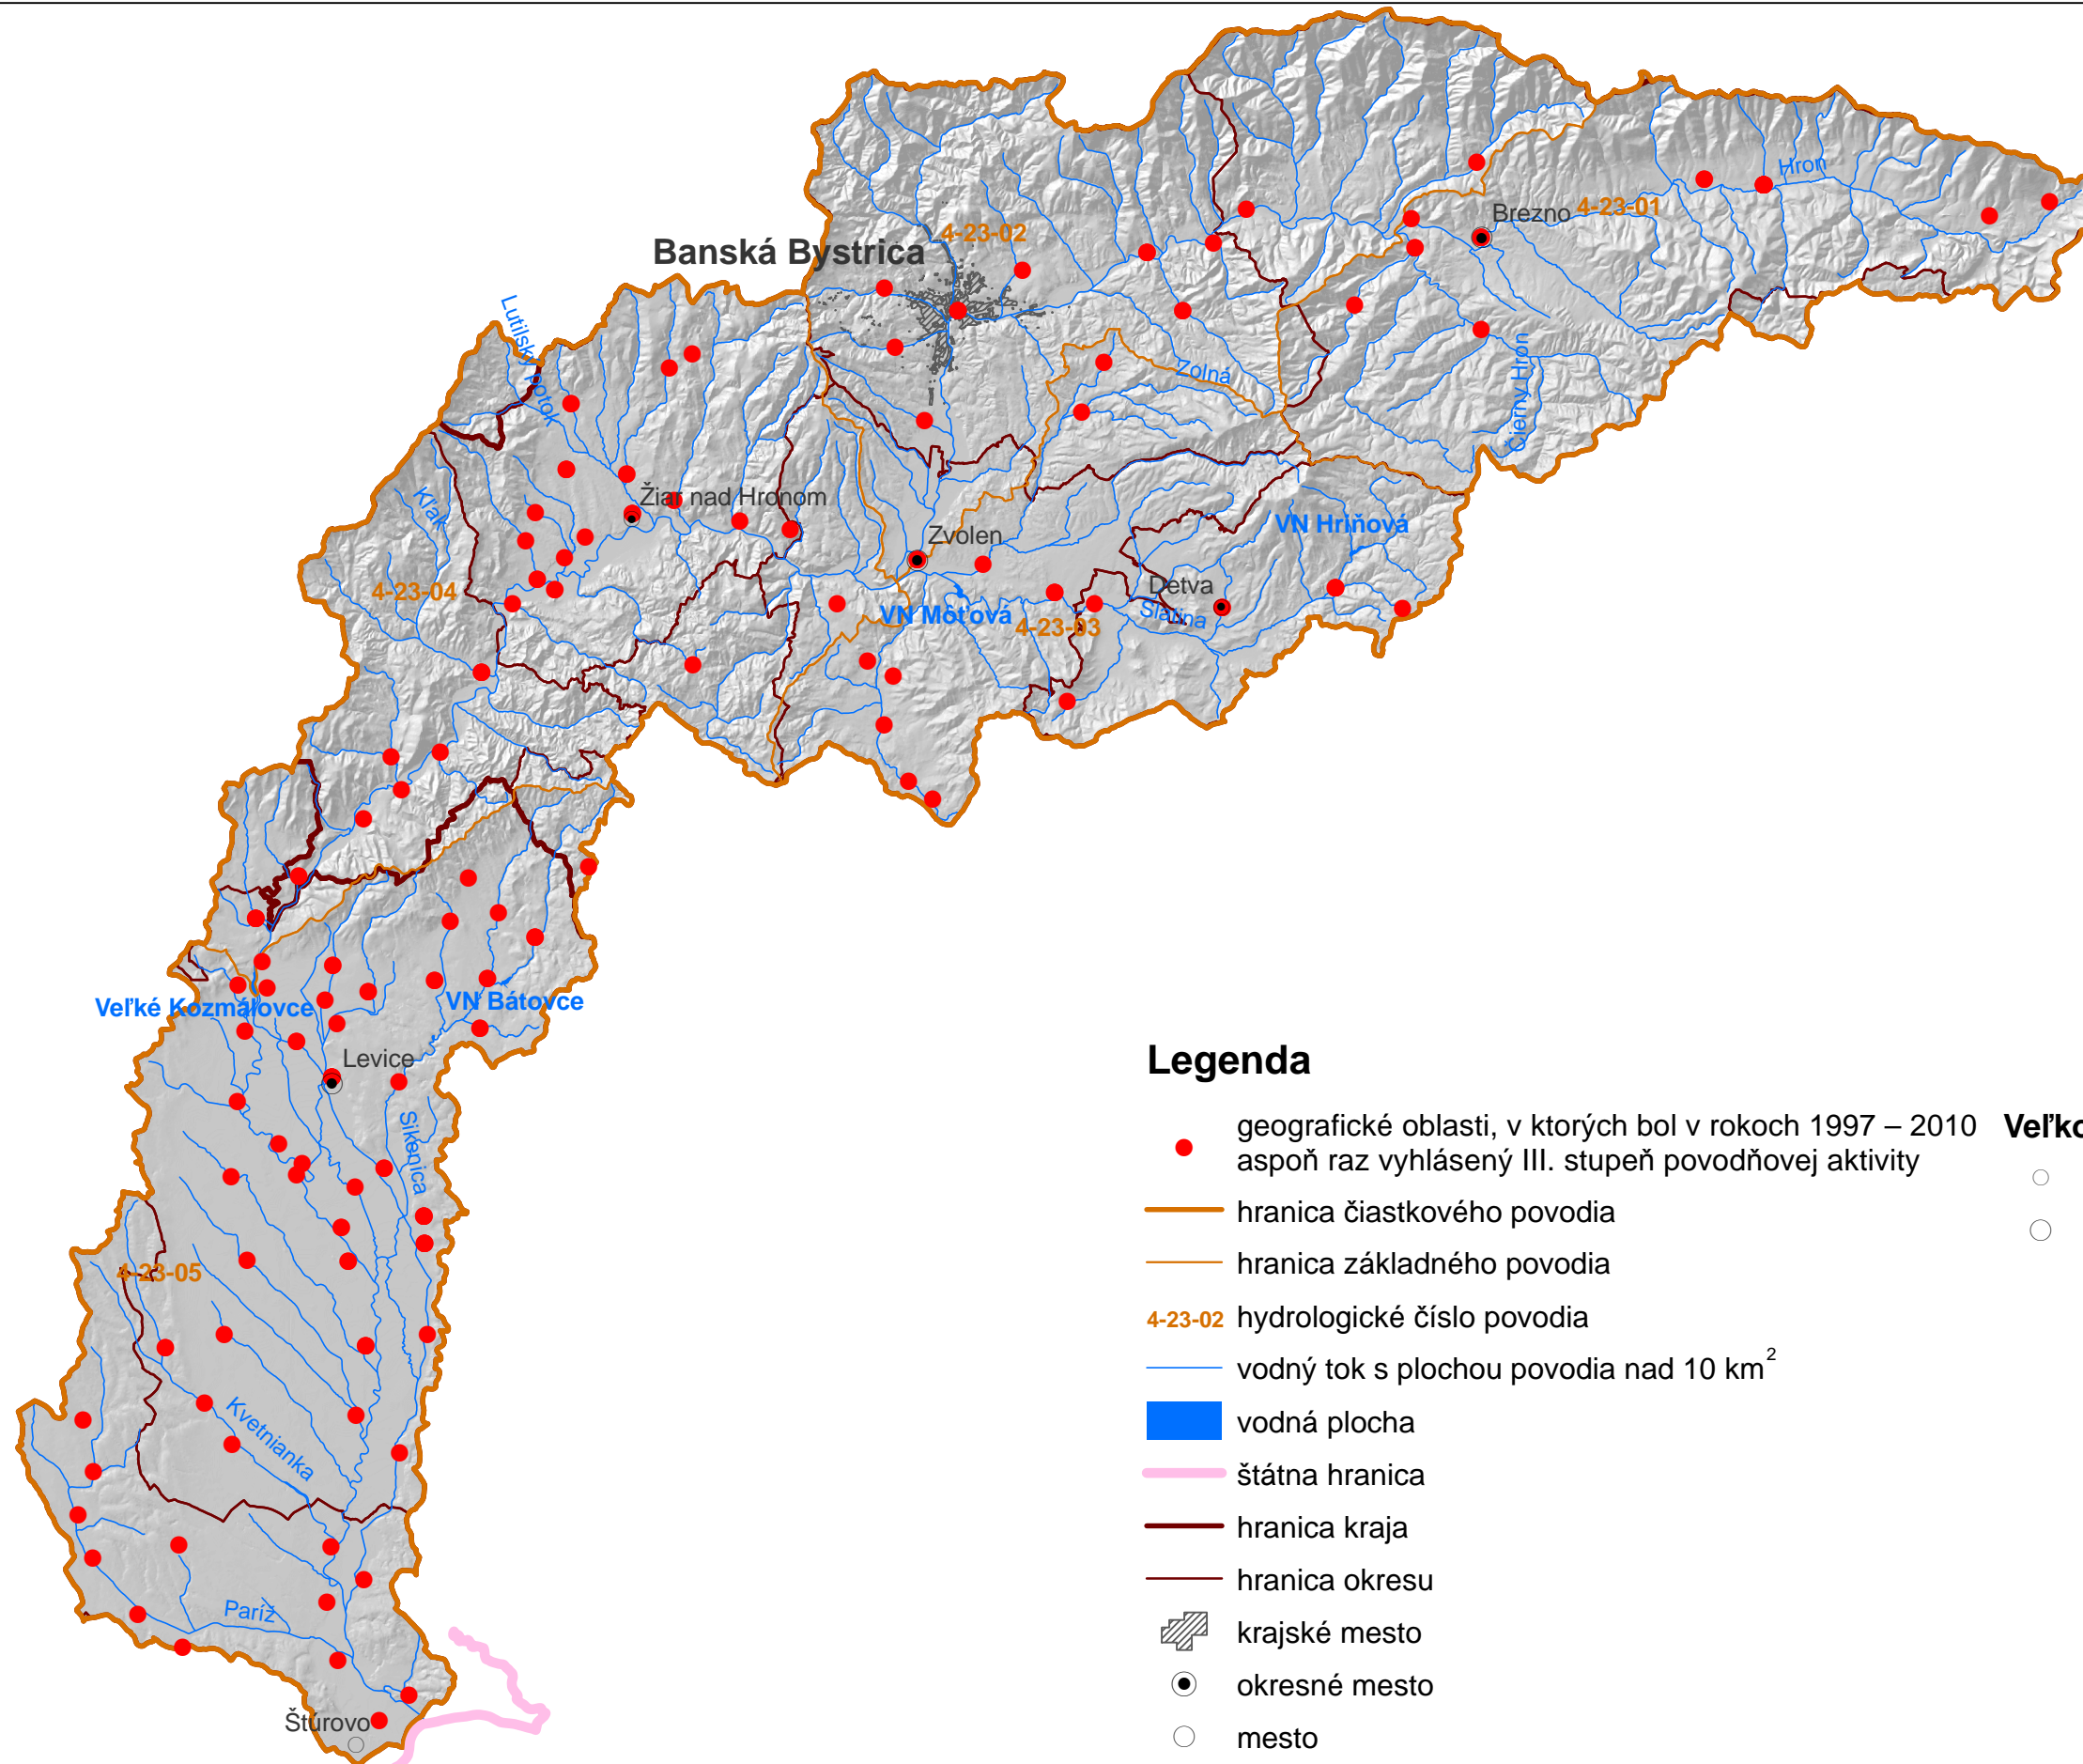 Hron
Brezno
4-23-01
4-23-02
Banská Bystrica
Lutilský potok
Zolná
Čierny Hron
Kľak
Žiar nad Hronom
VN Hriňová
Zvolen
4-23-04
Detva
VN Môťová
Slatina
4-23-03
Veľké Kozmálovce
VN Bátovce
Levice
Sikenica
4-23-05
Kvetnianka
Paríž
Štúrovo
Legenda
geografické oblasti, v ktorých bol v rokoch 1997 – 2010
aspoň raz vyhlásený III. stupeň povodňovej aktivity
Veľko
hranica čiastkového povodia
hranica základného povodia
4-23-02 hydrologické číslo povodia
vodný tok s plochou povodia nad 10 km²
vodná plocha
štátna hranica
hranica kraja
hranica okresu
krajské mesto
okresné mesto
mesto